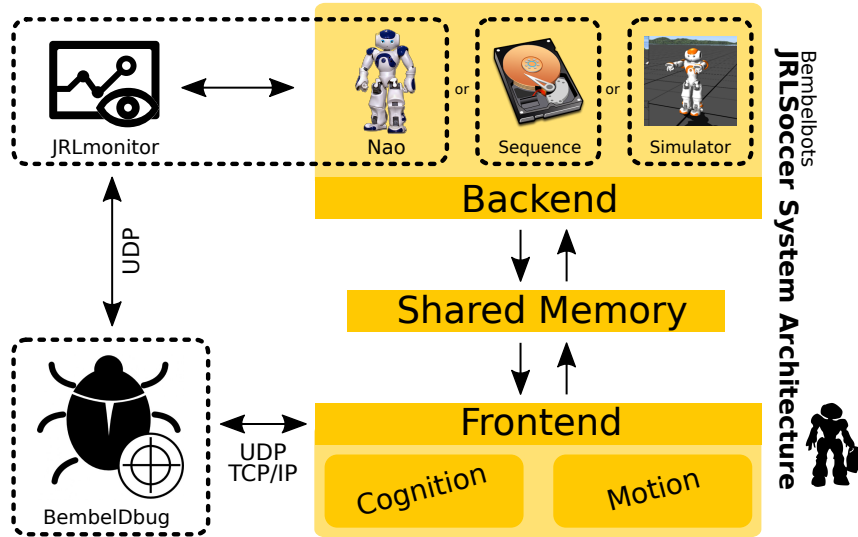 JRLmonitor
Nao
or
Sequence
or
Simulator
Backend
UDP
Shared Memory
Frontend
UDP
TCP/IP
Cognition
Motion
BembelDbug
Bembelbots
JRLSoccer System Architecture